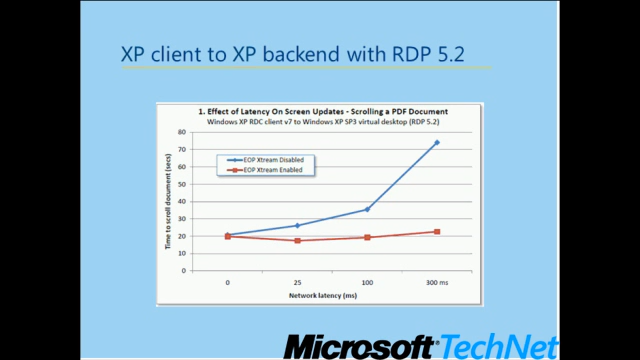 XP client to XP backend with RDP 5.2
1. Effect of Latency On Screen Updates - Scrolling a PDF Document
Windows XP RDC client v7 to Windows XP SP3 virtual desktop (RDP 5.2)
Time to scroll document (secs)
80
70
60
50
40
30
20
10
0
EOP Xtream Disabled
EOP Xtream Enabled
0 25 100 300 ms
Network latency (ms)
Microsoft® TechNet